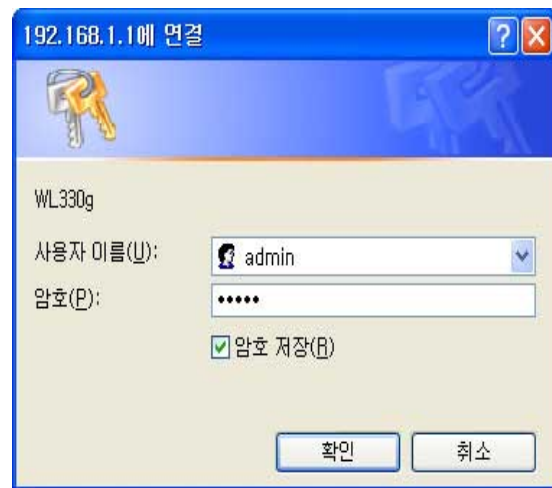 192.168.1.1에 연결
WL330g
사용자 이름(U):
admin
암호(P):
•••••
암호 저장(R)
확인
취소